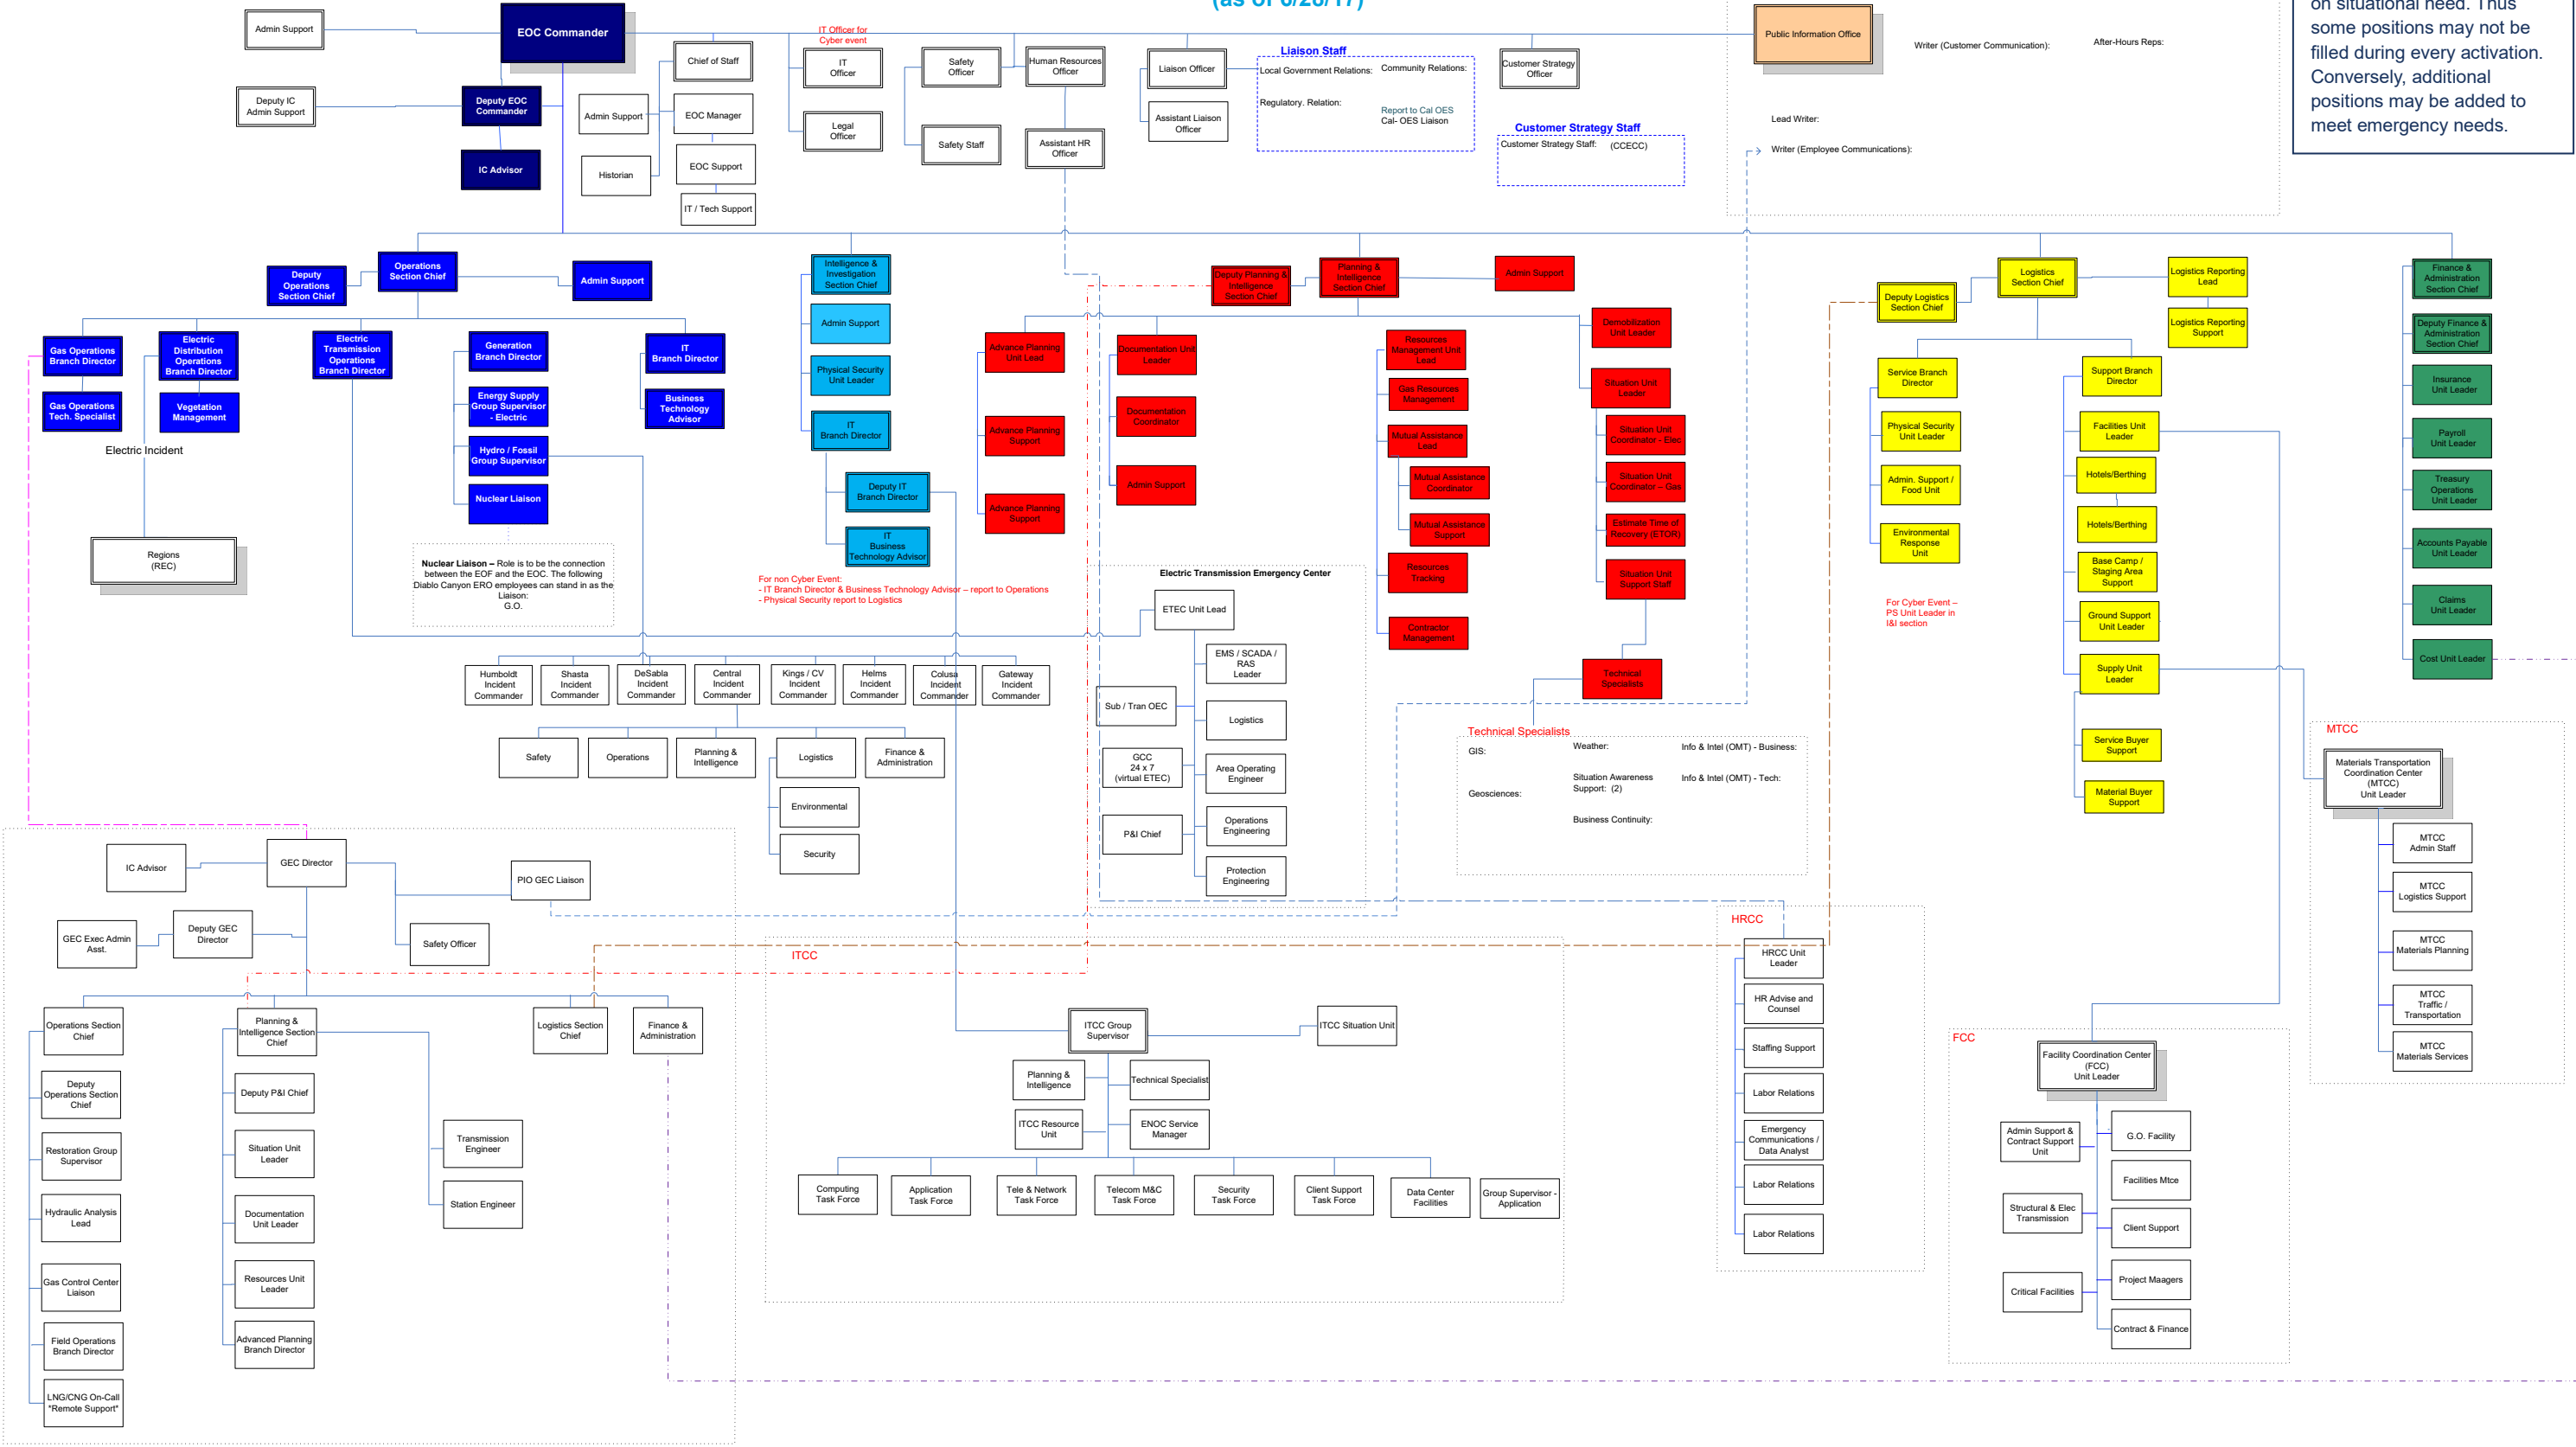 (as of 6/28/17)
on situational need. Thus
some positions may not be
filled during every activation.
Conversely, additional
positions may be added to
meet emergency needs.
Admin Support
EOC Commander
Deputy IC
Admin Support
Deputy EOC
Commander
IC Advisor
Chief of Staff
Admin Support
EOC Manager
Historian
EOC Support
IT / Tech Support
IT Officer for
Cyber event
IT
Officer
Legal
Officer
Safety
Officer
Safety Staff
Human Resources
Officer
Assistant HR
Officer
Liaison Officer
Assistant Liaison
Officer
Liaison Staff
Local Government Relations:
Community Relations:
Regulatory. Relation:
Report to Cal OES
Cal- OES Liaison
Customer Strategy
Officer
Customer Strategy Staff
Customer Strategy Staff:
(CCECC)
Public Information Office
Writer (Customer Communication):
After-Hours Reps:
Lead Writer:
Writer (Employee Communications):
Deputy
Operations
Section Chief
Operations
Section Chief
Admin Support
Gas Operations
Branch Director
Gas Operations
Tech. Specialist
Electric
Distribution
Operations
Branch Director
Vegetation
Management
Electric Incident
Regions
(REC)
Electric
Transmission
Operations
Branch Director
Generation
Branch Director
Energy Supply
Group Supervisor
- Electric
Hydro / Fossil
Group Supervisor
Nuclear Liaison
Nuclear Liaison – Role is to be the connection
between the EOF and the EOC. The following
Diablo Canyon ERO employees can stand in as the
Liaison:
G.O.
IT
Branch Director
Business
Technology
Advisor
Intelligence &
Investigation
Section Chief
Admin Support
Physical Security
Unit Leader
IT
Branch Director
Deputy IT
Branch Director
IT
Business
Technology Advisor
For non Cyber Event:
- IT Branch Director & Business Technology Advisor – report to Operations
- Physical Security report to Logistics
Deputy Planning &
Intelligence
Section Chief
Planning &
Intelligence
Section Chief
Admin Support
Advance Planning
Unit Lead
Advance Planning
Support
Advance Planning
Support
Documentation Unit
Leader
Documentation
Coordinator
Admin Support
Resources
Management Unit
Lead
Gas Resources
Management
Mutual Assistance
Lead
Mutual Assistance
Coordinator
Mutual Assistance
Support
Resources
Tracking
Contractor
Management
Demobilization
Unit Leader
Situation Unit
Leader
Situation Unit
Coordinator - Elec
Situation Unit
Coordinator – Gas
Estimate Time of
Recovery (ETOR)
Situation Unit
Support Staff
Technical
Specialists
Technical Specialists
GIS:
Weather:
Info & Intel (OMT) - Business:
Situation Awareness
Support: (2)
Info & Intel (OMT) - Tech:
Geosciences:
Business Continuity:
Deputy Logistics
Section Chief
Logistics
Section Chief
Logistics Reporting
Lead
Logistics Reporting
Support
Service Branch
Director
Physical Security
Unit Leader
Admin. Support /
Food Unit
Environmental
Response
Unit
For Cyber Event –
PS Unit Leader in
I&I section
Support Branch
Director
Facilities Unit
Leader
Hotels/Berthing
Hotels/Berthing
Base Camp /
Staging Area
Support
Ground Support
Unit Leader
Supply Unit
Leader
Service Buyer
Support
Material Buyer
Support
Finance &
Administration
Section Chief
Deputy Finance &
Administration
Section Chief
Insurance
Unit Leader
Payroll
Unit Leader
Treasury
Operations
Unit Leader
Accounts Payable
Unit Leader
Claims
Unit Leader
Cost Unit Leader
Humboldt
Incident
Commander
Shasta
Incident
Commander
DeSabla
Incident
Commander
Central
Incident
Commander
Kings / CV
Incident
Commander
Helms
Incident
Commander
Colusa
Incident
Commander
Gateway
Incident
Commander
Safety
Operations
Planning &
Intelligence
Logistics
Finance &
Administration
Environmental
Security
Electric Transmission Emergency Center
ETEC Unit Lead
EMS / SCADA /
RAS
Leader
Sub / Tran OEC
Logistics
GCC
24 x 7
(virtual ETEC)
Area Operating
Engineer
P&I Chief
Operations
Engineering
Protection
Engineering
MTCC
Materials Transportation
Coordination Center
(MTCC)
Unit Leader
MTCC
Admin Staff
MTCC
Logistics Support
MTCC
Materials Planning
MTCC
Traffic /
Transportation
MTCC
Materials Services
IC Advisor
GEC Director
PIO GEC Liaison
GEC Exec Admin
Asst.
Deputy GEC
Director
Safety Officer
Operations Section
Chief
Deputy
Operations Section
Chief
Restoration Group
Supervisor
Hydraulic Analysis
Lead
Gas Control Center
Liaison
Field Operations
Branch Director
LNG/CNG On-Call
"Remote Support"
Planning &
Intelligence Section
Chief
Deputy P&I Chief
Situation Unit
Leader
Documentation
Unit Leader
Resources Unit
Leader
Advanced Planning
Branch Director
Transmission
Engineer
Station Engineer
Logistics Section
Chief
Finance &
Administration
ITCC
ITCC Group
Supervisor
ITCC Situation Unit
Planning &
Intelligence
Technical Specialist
ITCC Resource
Unit
ENOC Service
Manager
Computing
Task Force
Application
Task Force
Tele & Network
Task Force
Telecom M&C
Task Force
Security
Task Force
Client Support
Task Force
Data Center
Facilities
Group Supervisor -
Application
HRCC
HRCC Unit
Leader
HR Advise and
Counsel
Staffing Support
Labor Relations
Emergency
Communications /
Data Analyst
Labor Relations
Labor Relations
FCC
Facility Coordination Center
(FCC)
Unit Leader
Admin Support &
Contract Support
Unit
G.O. Facility
Facilities Mtce
Structural & Elec
Transmission
Client Support
Critical Facilities
Project Maagers
Contract & Finance